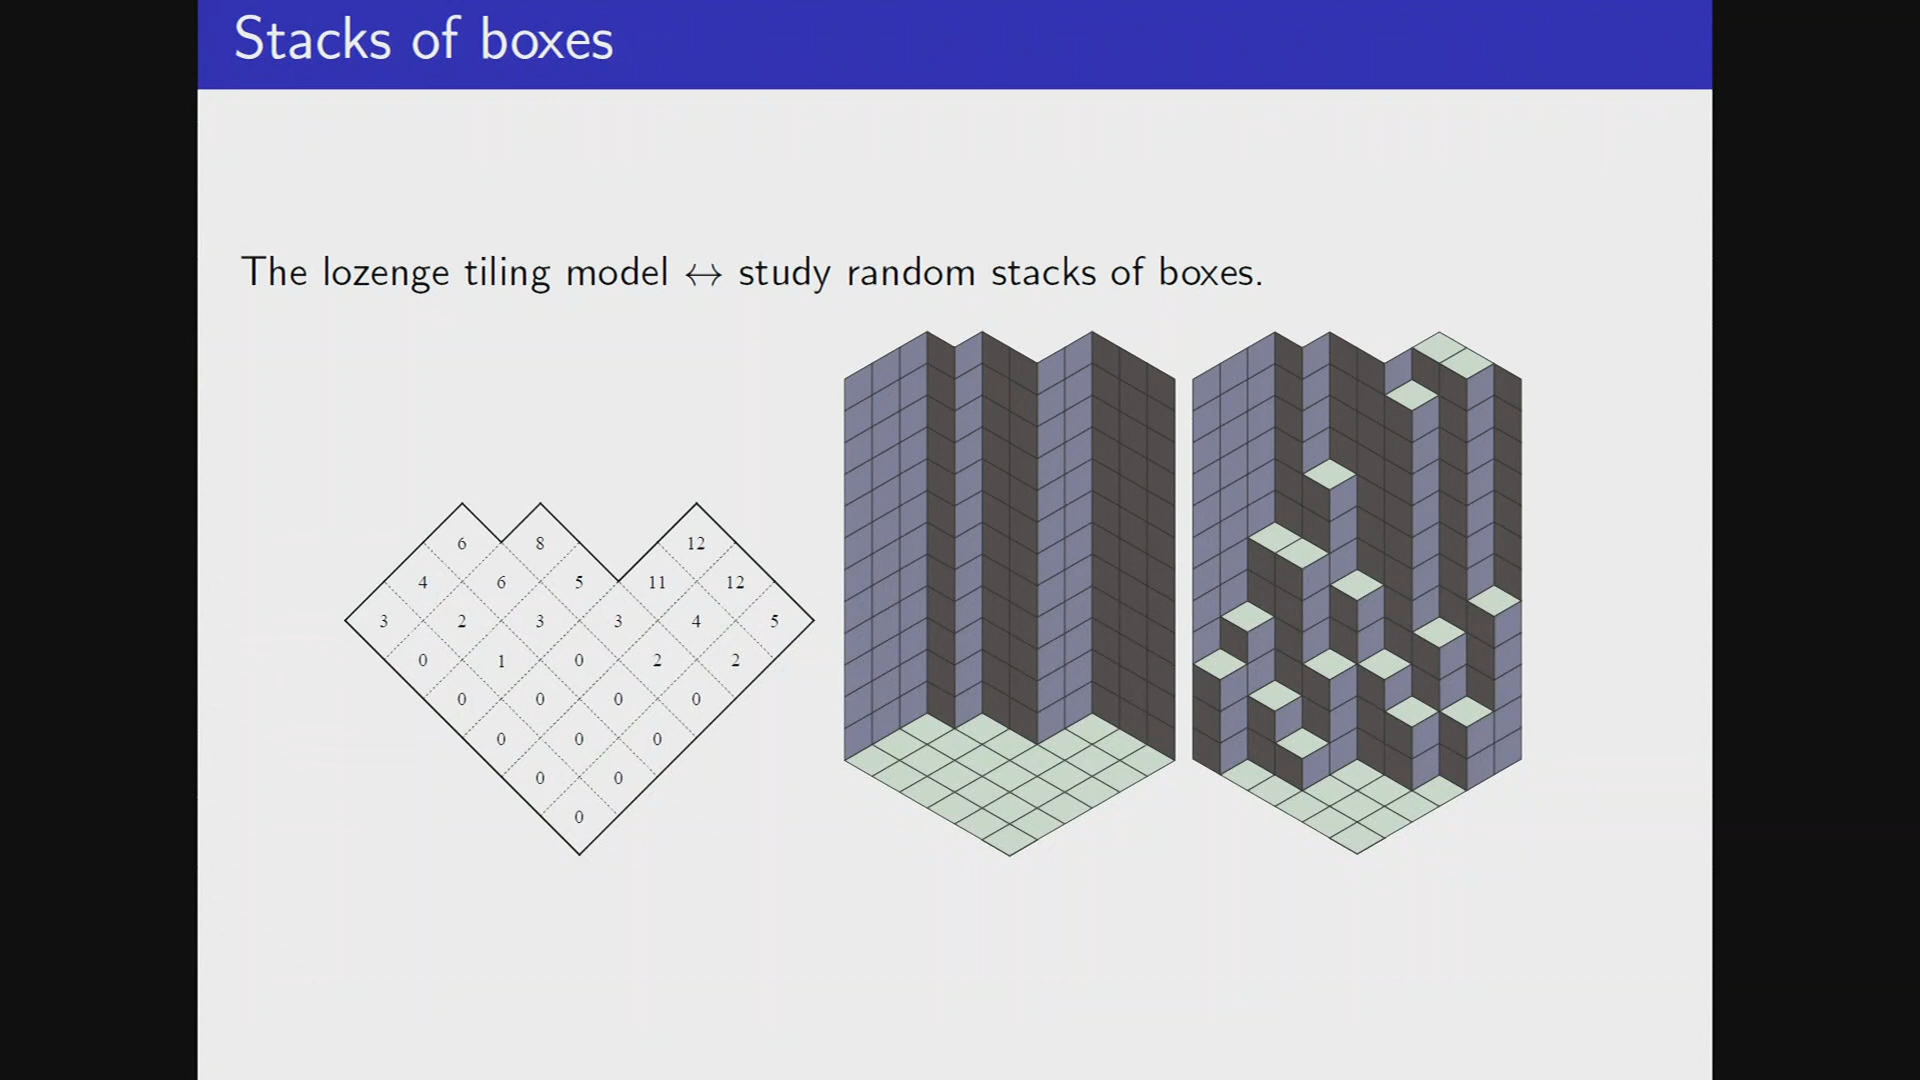 Stacks of boxes
The lozenge tiling model ↔ study random stacks of boxes.
6 8 12
4 6 5 11 12
3 2 3 3 4 5
0 1 0 2 2
0 0 0 0
0 0 0
0 0
0